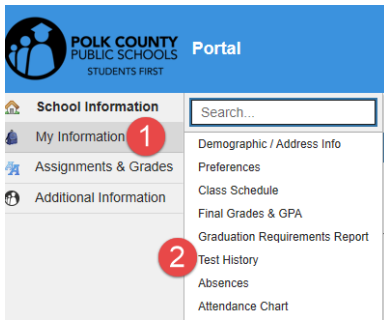 POLK COUNTY
PUBLIC SCHOOLS
STUDENTS FIRST
Portal
School Information
My Information
1
Assignments & Grades
Additional Information
Search...
Demographic / Address Info
Preferences
Class Schedule
Final Grades & GPA
Graduation Requirements Report
2
Test History
Absences
Attendance Chart